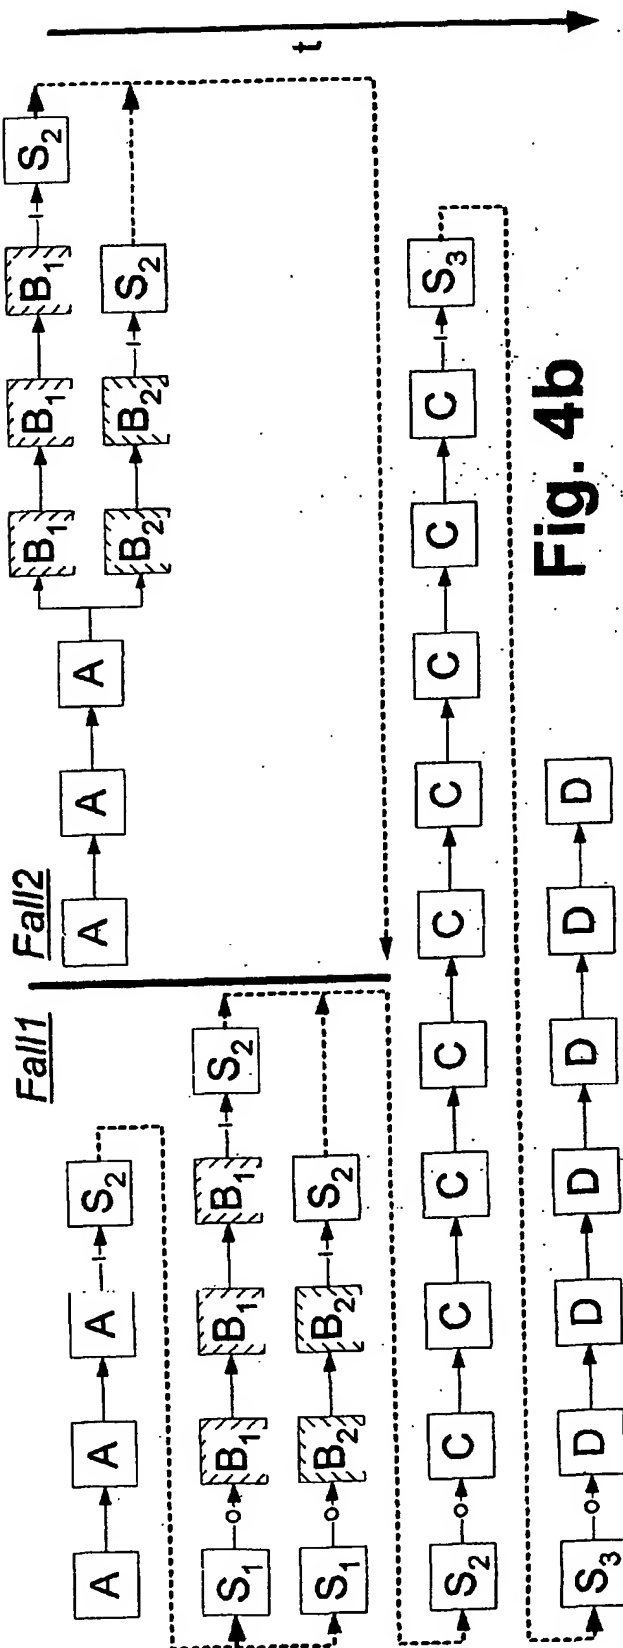 Fall1
A A A S₂
S₁ B₁ B₁ B₁ S₂
S₁ B₂ B₂ S₂
Fall2
B₁ B₁ B₁ S₂
A A A
B₂ B₂ S₂
t
S₂ C C C C C C C C C S₃
S₃ D D D D D D
Fig. 4b